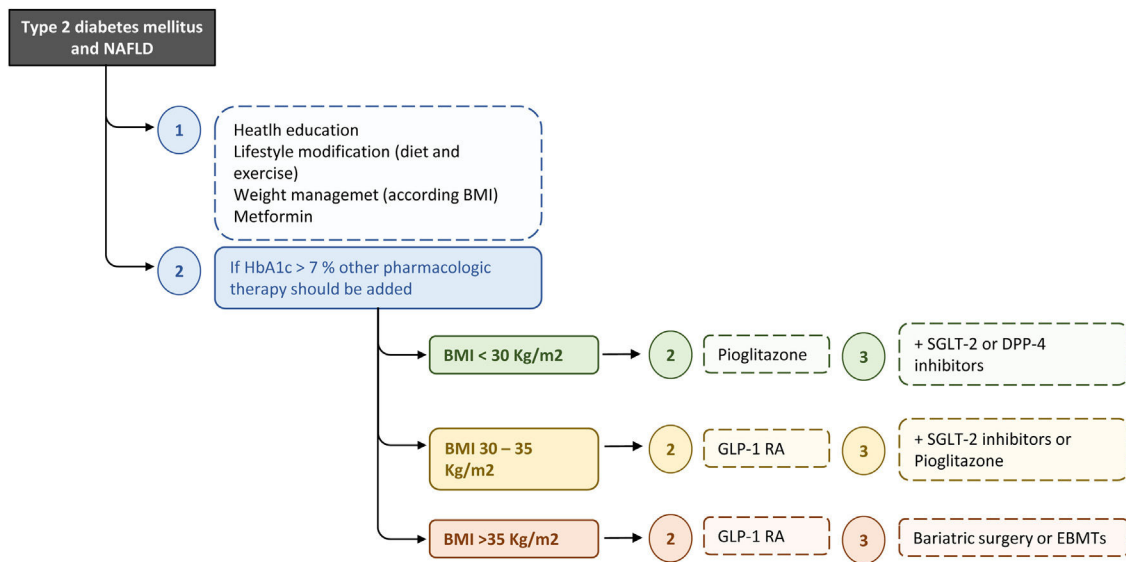 Type 2 diabetes mellitus
and NAFLD
1
Heatlh education
Lifestyle modification (diet and
exercise)
Weight managemet (according BMI)
Metformin
2
If HbA1c > 7 % other pharmacologic
therapy should be added
BMI < 30 Kg/m2
2
Pioglitazone
3
+ SGLT-2 or DPP-4
inhibitors
BMI 30 – 35
Kg/m2
2
GLP-1 RA
3
+ SGLT-2 inhibitors or
Pioglitazone
BMI >35 Kg/m2
2
GLP-1 RA
3
Bariatric surgery or EBMTs